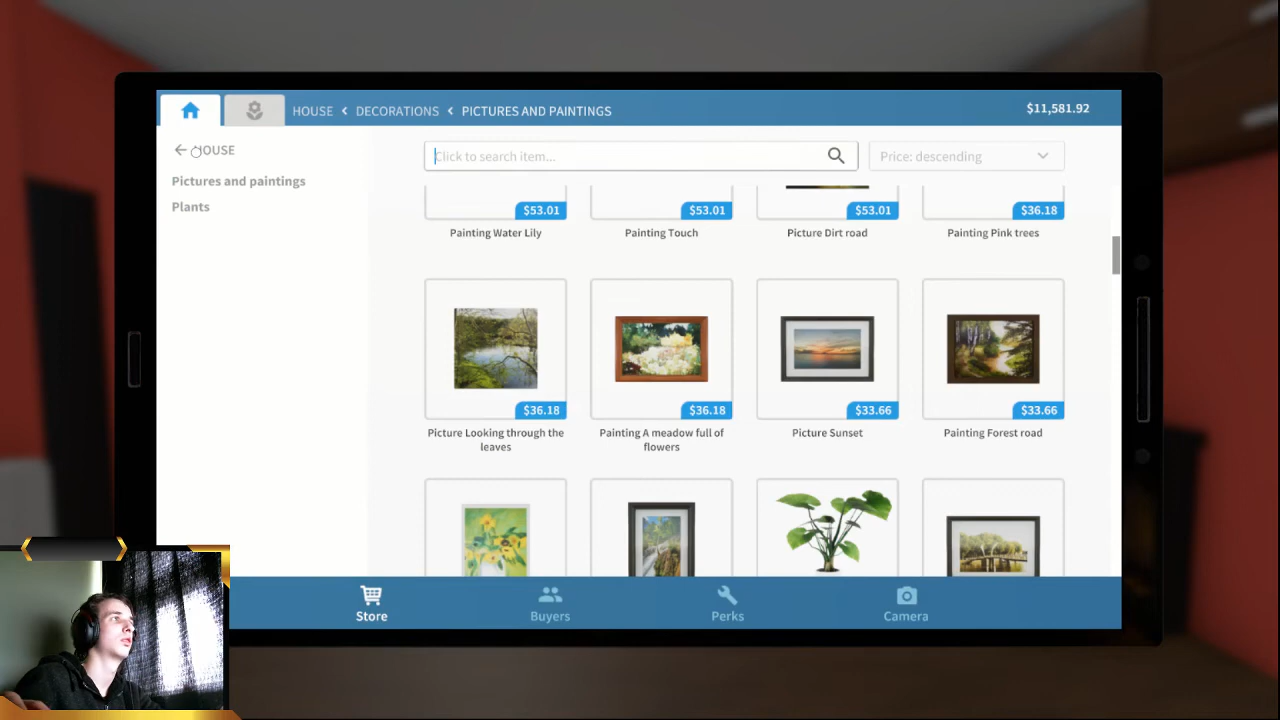 HOUSE < DECORATIONS < PICTURES AND PAINTINGS
$11,581.92
HOUSE
Click to search item...
Price: descending
Pictures and paintings
Plants
$53.01
$53.01
$53.01
$36.18
Painting Water Lily
Painting Touch
Picture Dirt road
Painting Pink trees
$36.18
$36.18
$33.66
$33.66
Picture Looking through the
leaves
Painting A meadow full of
flowers
Picture Sunset
Painting Forest road
Store
Buyers
Perks
Camera